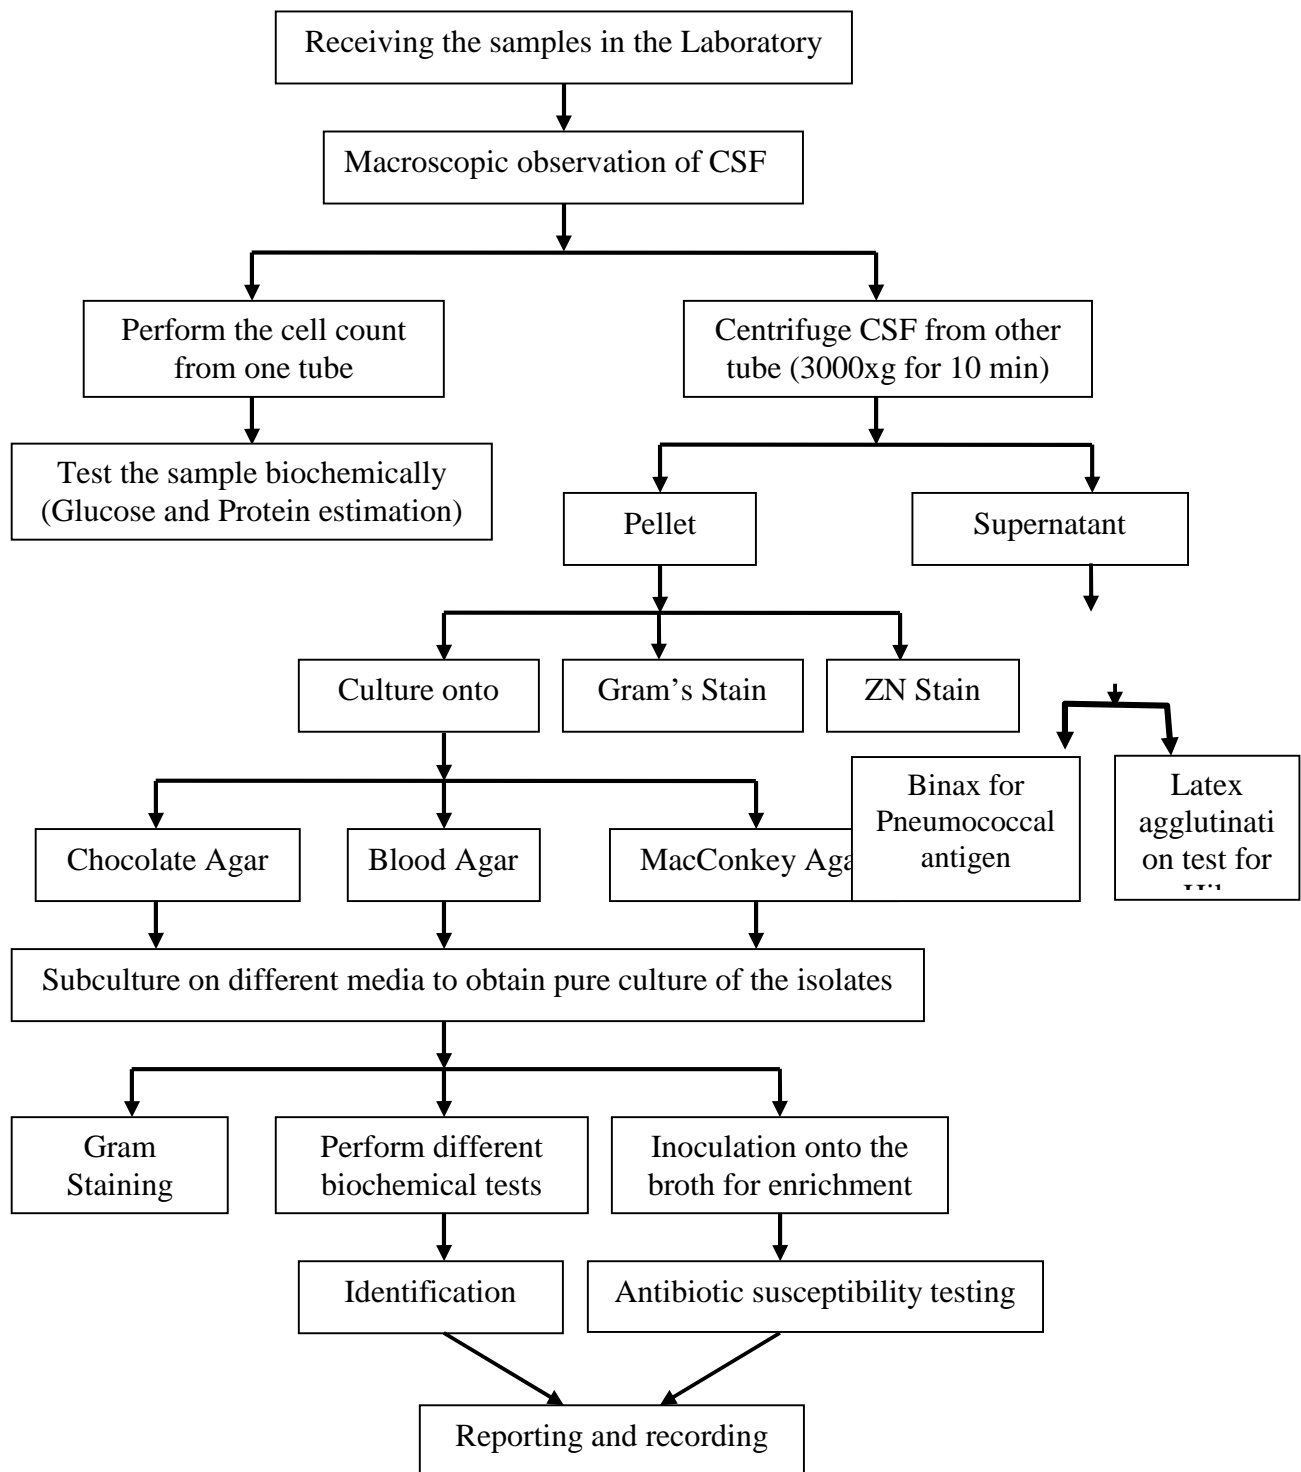 Receiving the samples in the Laboratory
Macroscopic observation of CSF
Perform the cell count
from one tube
Centrifuge CSF from other
tube (3000xg for 10 min)
Test the sample biochemically
(Glucose and Protein estimation)
Pellet
Supernatant
Culture onto
Gram's Stain
ZN Stain
Binax for
Pneumococcal
antigen
Latex
agglutinati
on test for
Chocolate Agar
Blood Agar
MacConkey Aga
Subculture on different media to obtain pure culture of the isolates
Gram
Staining
Perform different
biochemical tests
Inoculation onto the
broth for enrichment
Identification
Antibiotic susceptibility testing
Reporting and recording